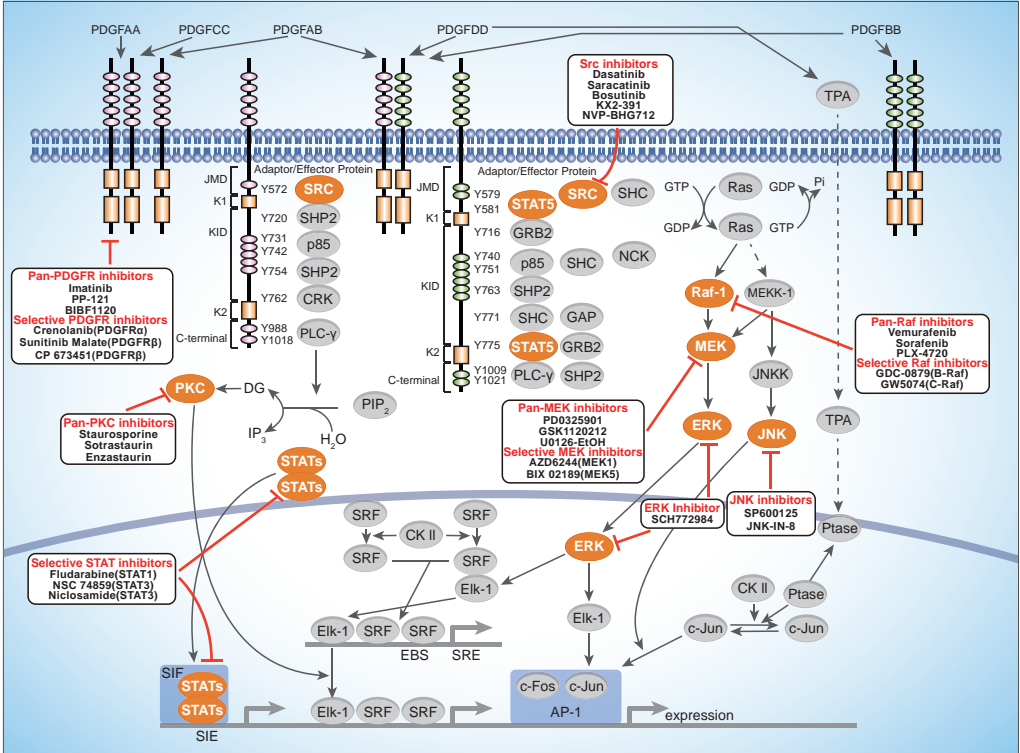 PDGFAA
PDGFCC
PDGFAB
PDGFDD
PDGFBB
Src inhibitors
Dasatinib
Saracatinib
Bosutinib
KX2-391
NVP-BHG712
TPA
Adaptor/Effector Protein
JMD
K1
KID
K2
C-terminal
Y572
Y720
Y731
Y742
Y754
Y762
Y988
Y1018
SRC
SHP2
p85
SHP2
CRK
PLC-γ
Adaptor/Effector Protein
JMD
K1
KID
K2
C-terminal
Y579
Y581
Y716
Y740
Y751
Y763
Y771
Y775
Y1009
Y1021
STAT5
SRC
SHC
GRB2
p85
SHC
NCK
SHP2
SHC
GAP
STAT5
GRB2
PLC-γ
SHP2
GTP
Ras
GDP
Pi
GDP
Ras
GTP
Raf-1
MEKK-1
MEK
JNKK
ERK
JNK
TPA
Pan-PDGFR inhibitors
Imatinib
PP-121
BIBF1120
Selective PDGFR inhibitors
Crenolanib(PDGFRα)
Sunitinib Malate(PDGFRβ)
CP 673451(PDGFRβ)
Pan-Raf inhibitors
Vemurafenib
Sorafenib
PLX-4720
Selective Raf inhibitors
GDC-0879(B-Raf)
GW5074(C-Raf)
PKC
DG
PIP2
IP3
H2O
Pan-PKC inhibitors
Staurosporine
Sotrastaurin
Enzastaurin
Pan-MEK inhibitors
PD0325901
GSK1120212
U0126-EtOH
Selective MEK inhibitors
AZD6244(MEK1)
BIX 02189(MEK5)
STATs
STATs
ERK Inhibitor
SCH772984
JNK inhibitors
SP600125
JNK-IN-8
Ptase
SRF
CK II
SRF
SRF
SRF
Elk-1
ERK
Selective STAT inhibitors
Fludarabine(STAT1)
NSC 74859(STAT3)
Niclosamide(STAT3)
CK II
Ptase
c-Jun
c-Jun
Elk-1
Elk-1
SRF
SRF
EBS
SRE
SIF
STATs
STATs
SIE
Elk-1
SRF
SRF
c-Fos
c-Jun
AP-1
expression